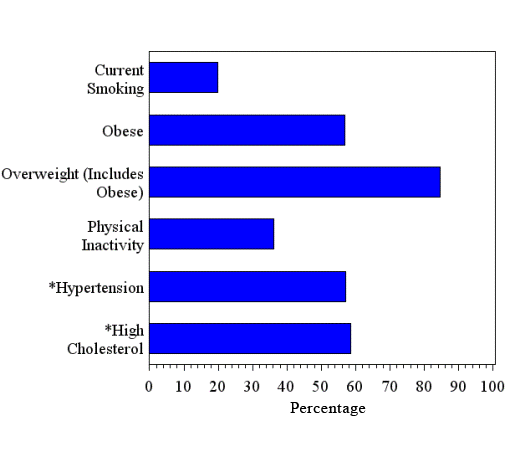 Current
Smoking
Obese
Overweight (Includes
Obese)
Physical
Inactivity
*Hypertension
*High
Cholesterol
0 10 20 30 40 50 60 70 80 90 100
Percentage